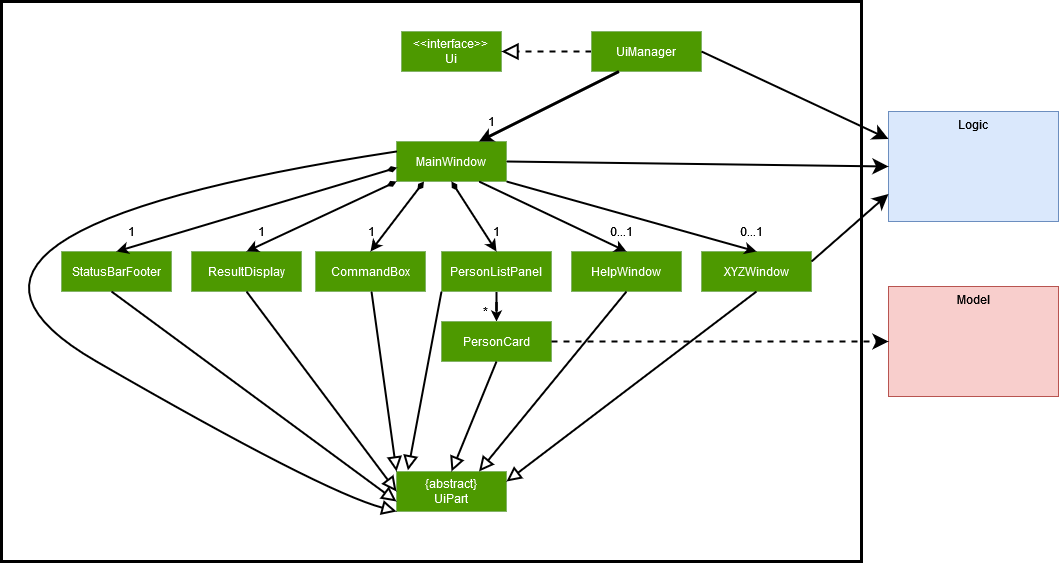 <<interface>>
Ui
UiManager
1
Logic
MainWindow
1
1
1
1
0...1
0...1
StatusBarFooter
ResultDisplay
CommandBox
PersonListPanel
HelpWindow
XYZWindow
Model
*
PersonCard
{abstract}
UiPart